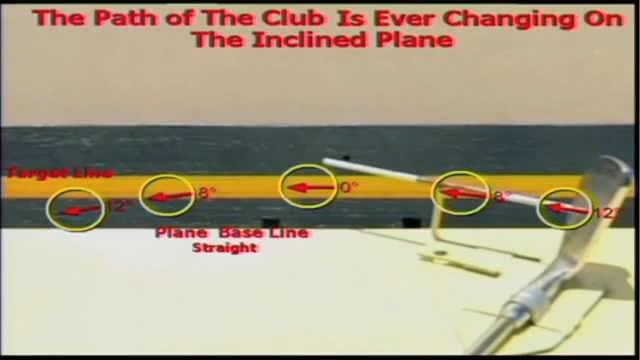 The Path of The Club Is Ever Changing On
The Inclined Plane
Target Line
12° 8° 0° 8° 12°
Plane Base Line
Straight